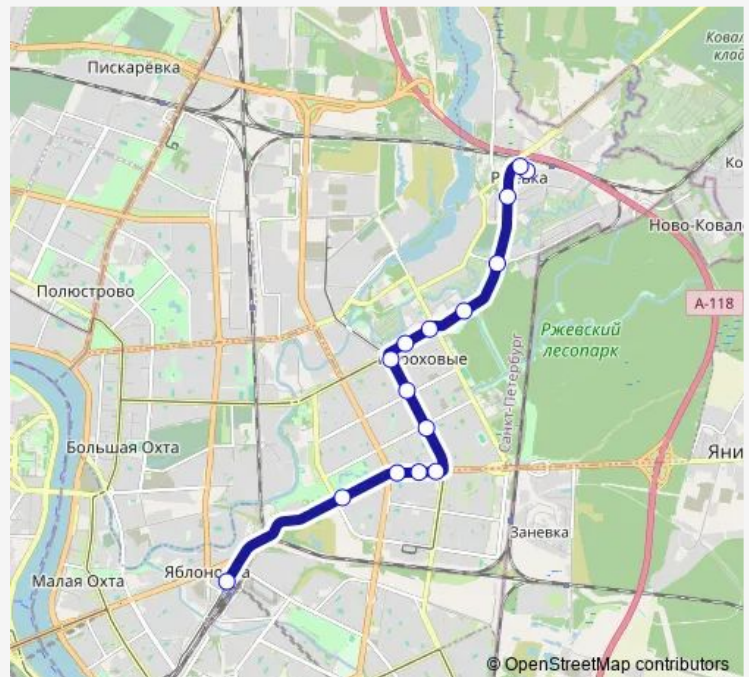 Ковал
клад
Пискарёвка
Ко
Ново-Ковал
Полюстрово
А-118
Ржевский
лесопарк
Санкт-Петербург
Большая Охта
Яни
Заневка
Малая Охта
© OpenStreetMap contributors